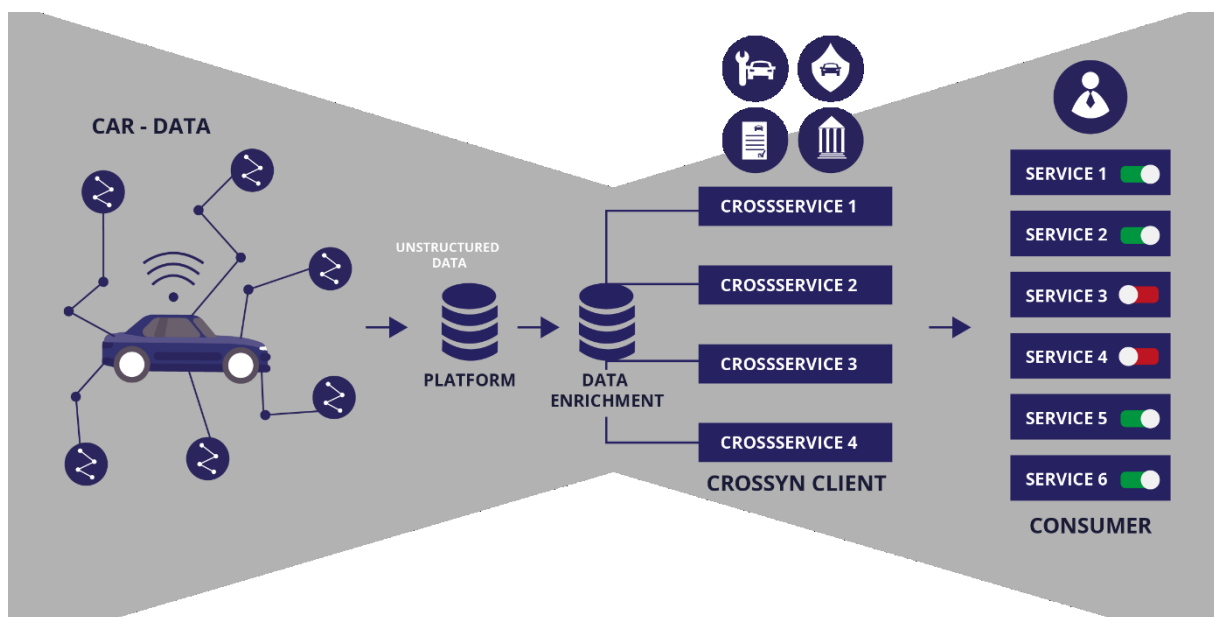 CAR - DATA
UNSTRUCTURED
DATA
PLATFORM
DATA
ENRICHMENT
CROSSSERVICE 1
CROSSSERVICE 2
CROSSSERVICE 3
CROSSSERVICE 4
CROSSYN CLIENT
SERVICE 1
SERVICE 2
SERVICE 3
SERVICE 4
SERVICE 5
SERVICE 6
CONSUMER